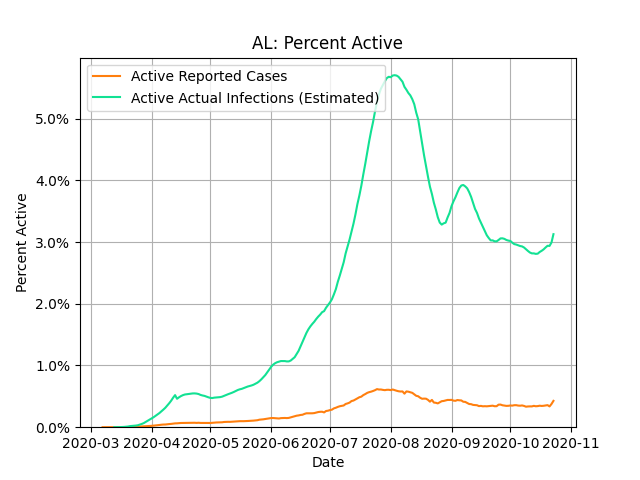 AL: Percent Active
Active Reported Cases
Active Actual Infections (Estimated)
5.0%
4.0%
3.0%
2.0%
1.0%
0.0%
Percent Active
2020-03 2020-04 2020-05 2020-06 2020-07 2020-08 2020-09 2020-10 2020-11
Date